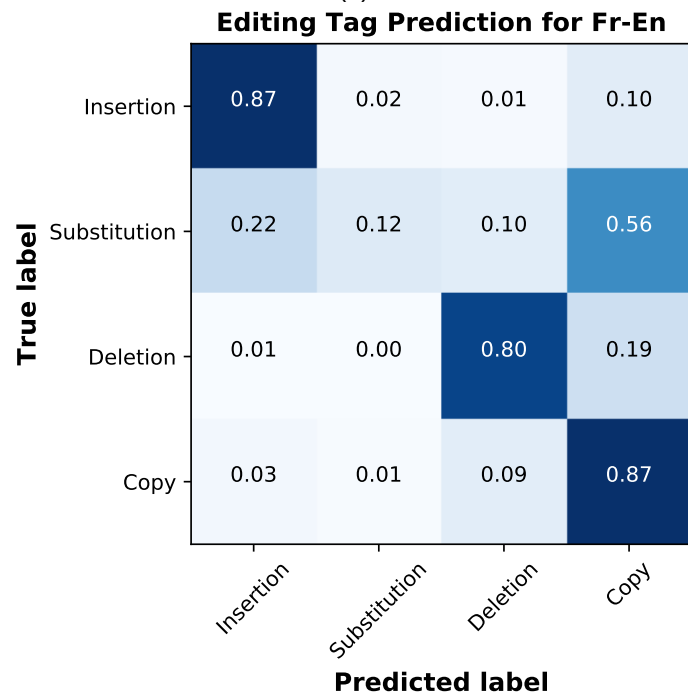 Editing Tag Prediction for Fr-En
Insertion 0.87 0.02 0.01 0.10
Substitution 0.22 0.12 0.10 0.56
Deletion 0.01 0.00 0.80 0.19
Copy 0.03 0.01 0.09 0.87
True label
Insertion Substitution Deletion Copy
Predicted label